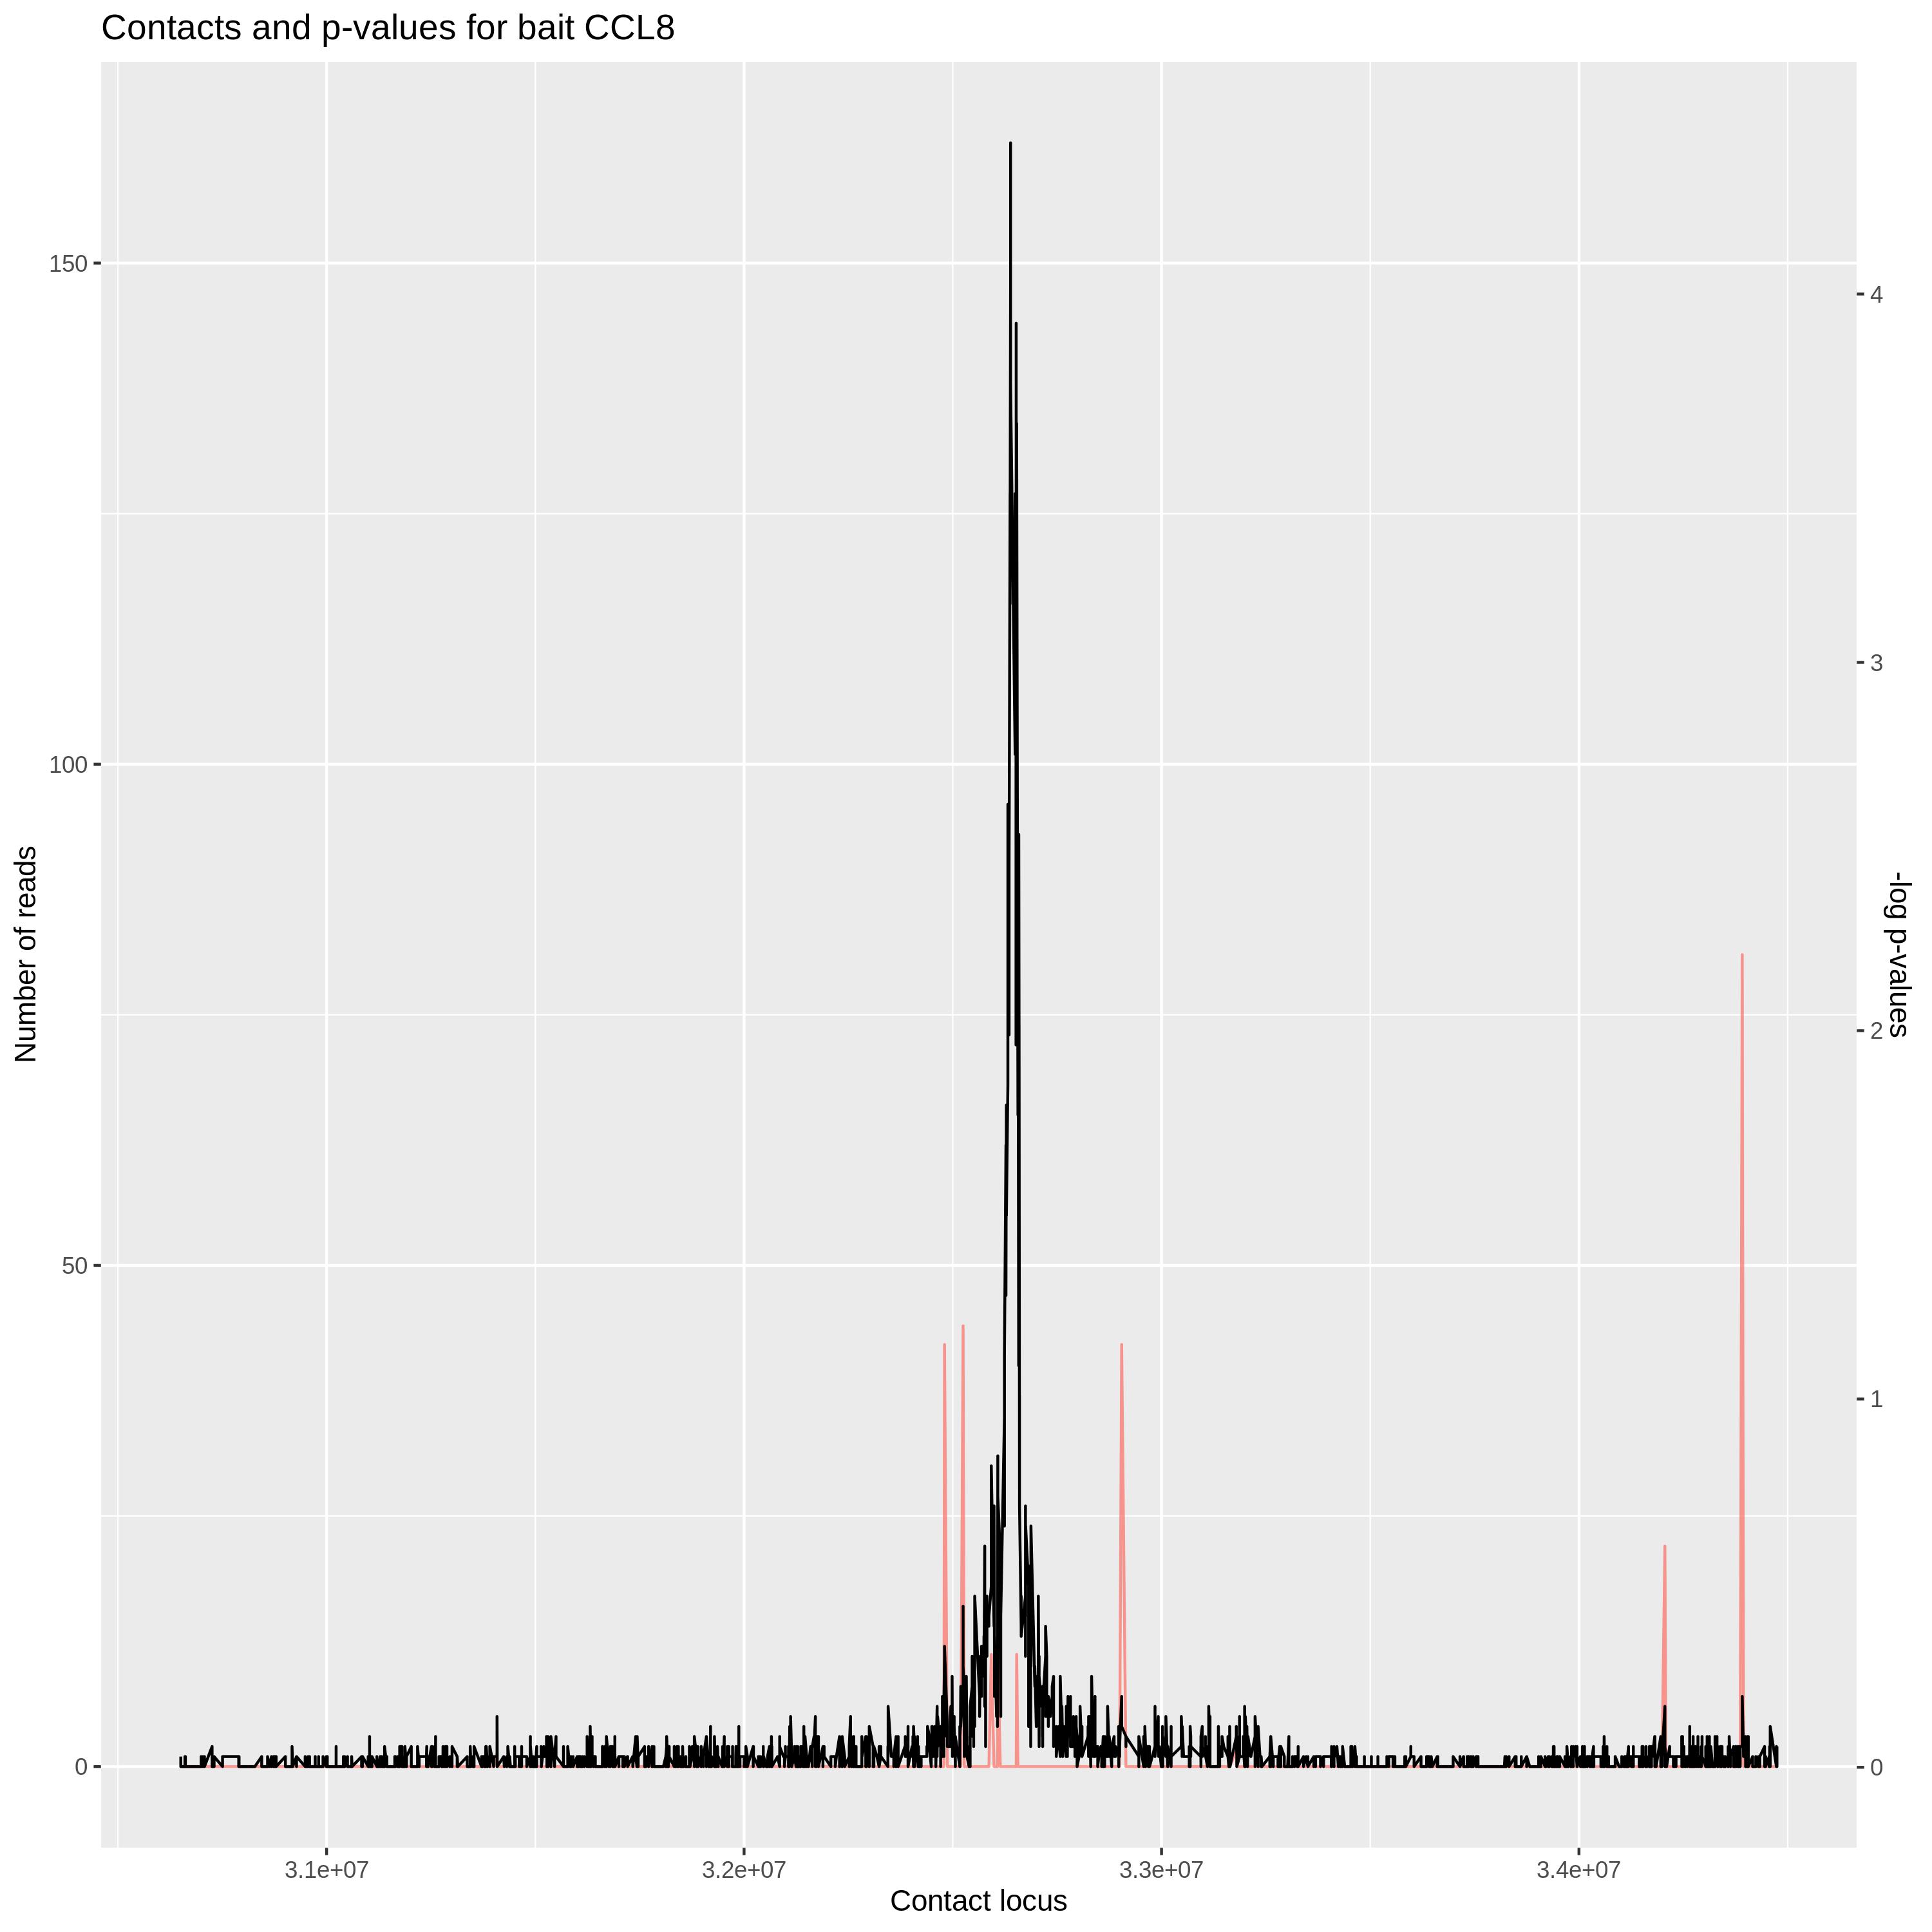 Contacts and p-values for bait CCL8
150
100
50
0
Number of reads
4
3
2
1
0
-log p-values
3.1e+07
3.2e+07
3.3e+07
3.4e+07
Contact locus